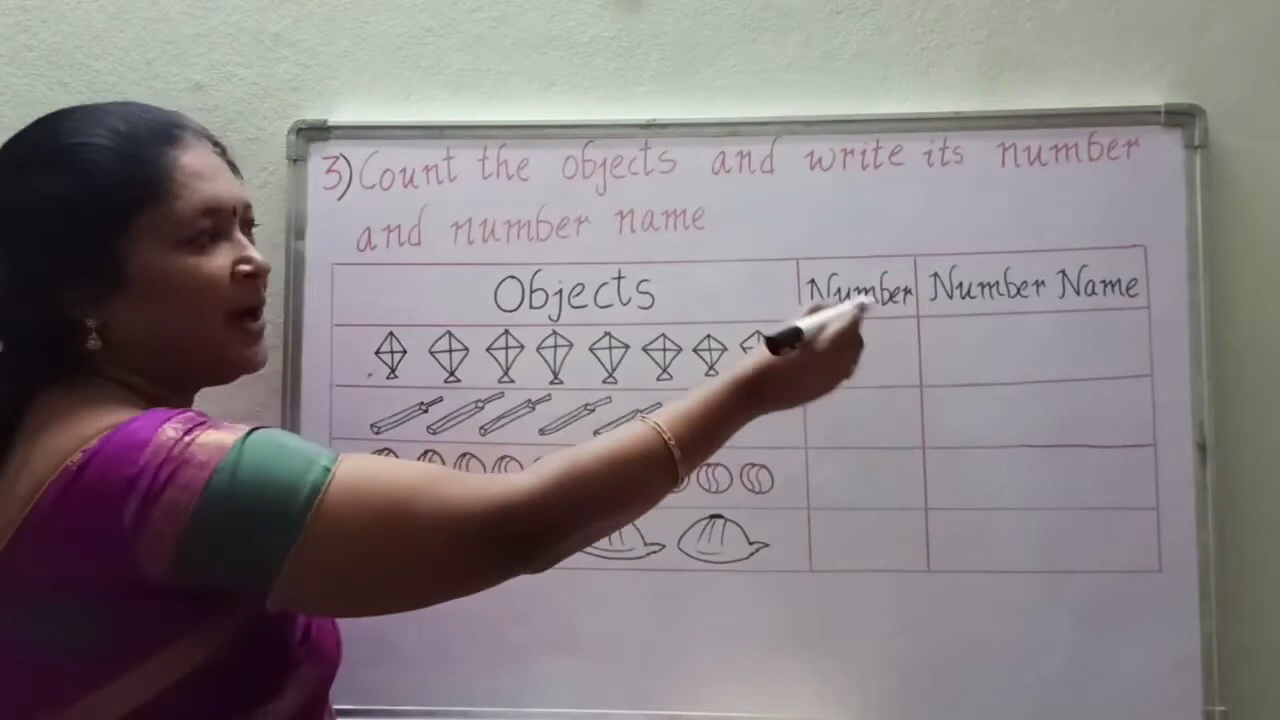 3) Count the objects and write its number
and number name
Objects Number Number Name